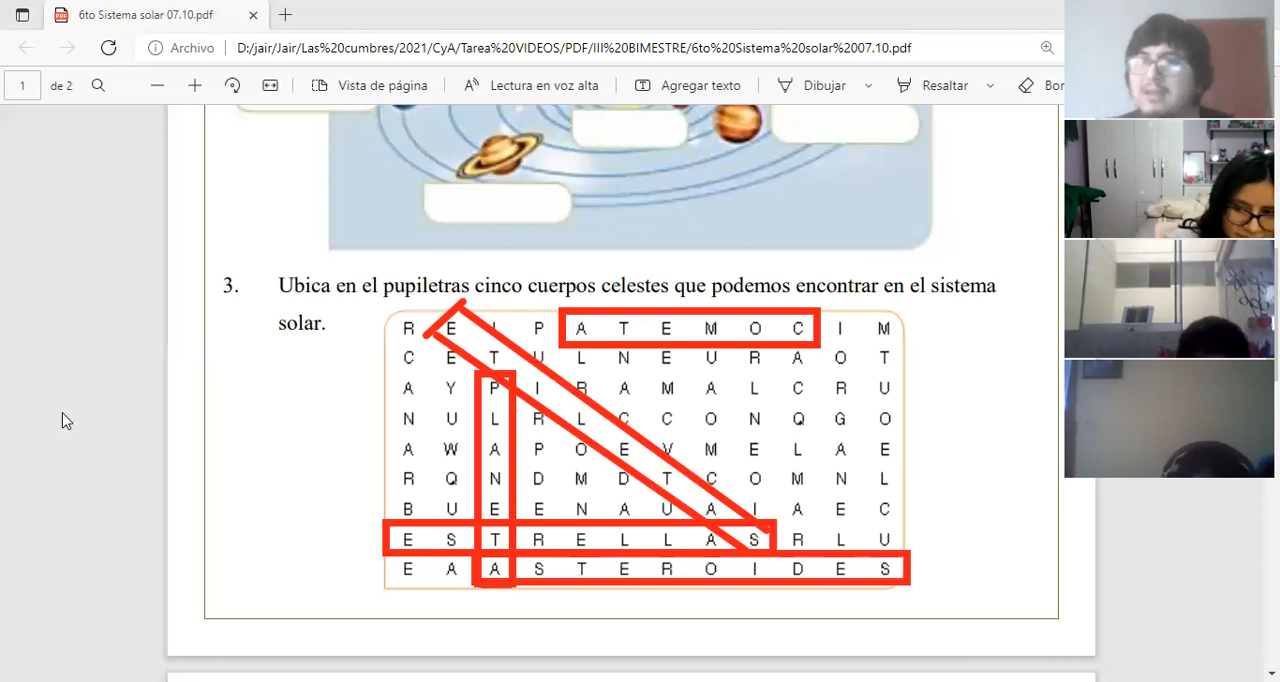 6to Sistema solar 07.10.pdf
Archivo D:/jair/Jair/Las%20cumbres/2021/CyA/Tarea%20VIDEOS/PDF/III%20BIMESTRE/6to%20Sistema%20solar%2007.10.pdf
1 de 2 Vista de página Lectura en voz alta Agregar texto Dibujar Resaltar Bor
3. Ubica en el pupiletras cinco cuerpos celestes que podemos encontrar en el sistema
solar.
R E L P A T E M O C I M
C E T U L N E U R A O T
A Y P I R A M A L C R U
N U L R L C C O N Q G O
A W A P O E V M E L A E
R Q N D M D T C O M N L
B U E E N A U A I A E C
E S T R E L L A S R L U
E A A S T E R O I D E S